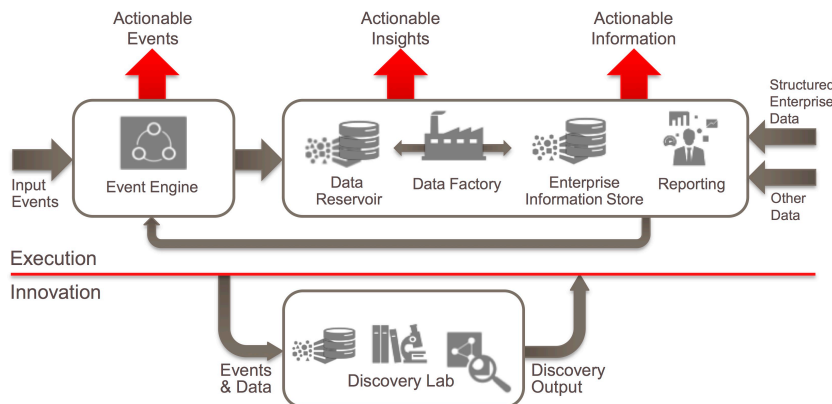 Actionable
Events
Actionable
Insights
Actionable
Information
Structured
Enterprise
Data
Input
Events
Event Engine
Data
Reservoir
Data Factory
Enterprise
Information Store
Reporting
Other
Data
Execution
Innovation
Events
& Data
Discovery Lab
Discovery
Output